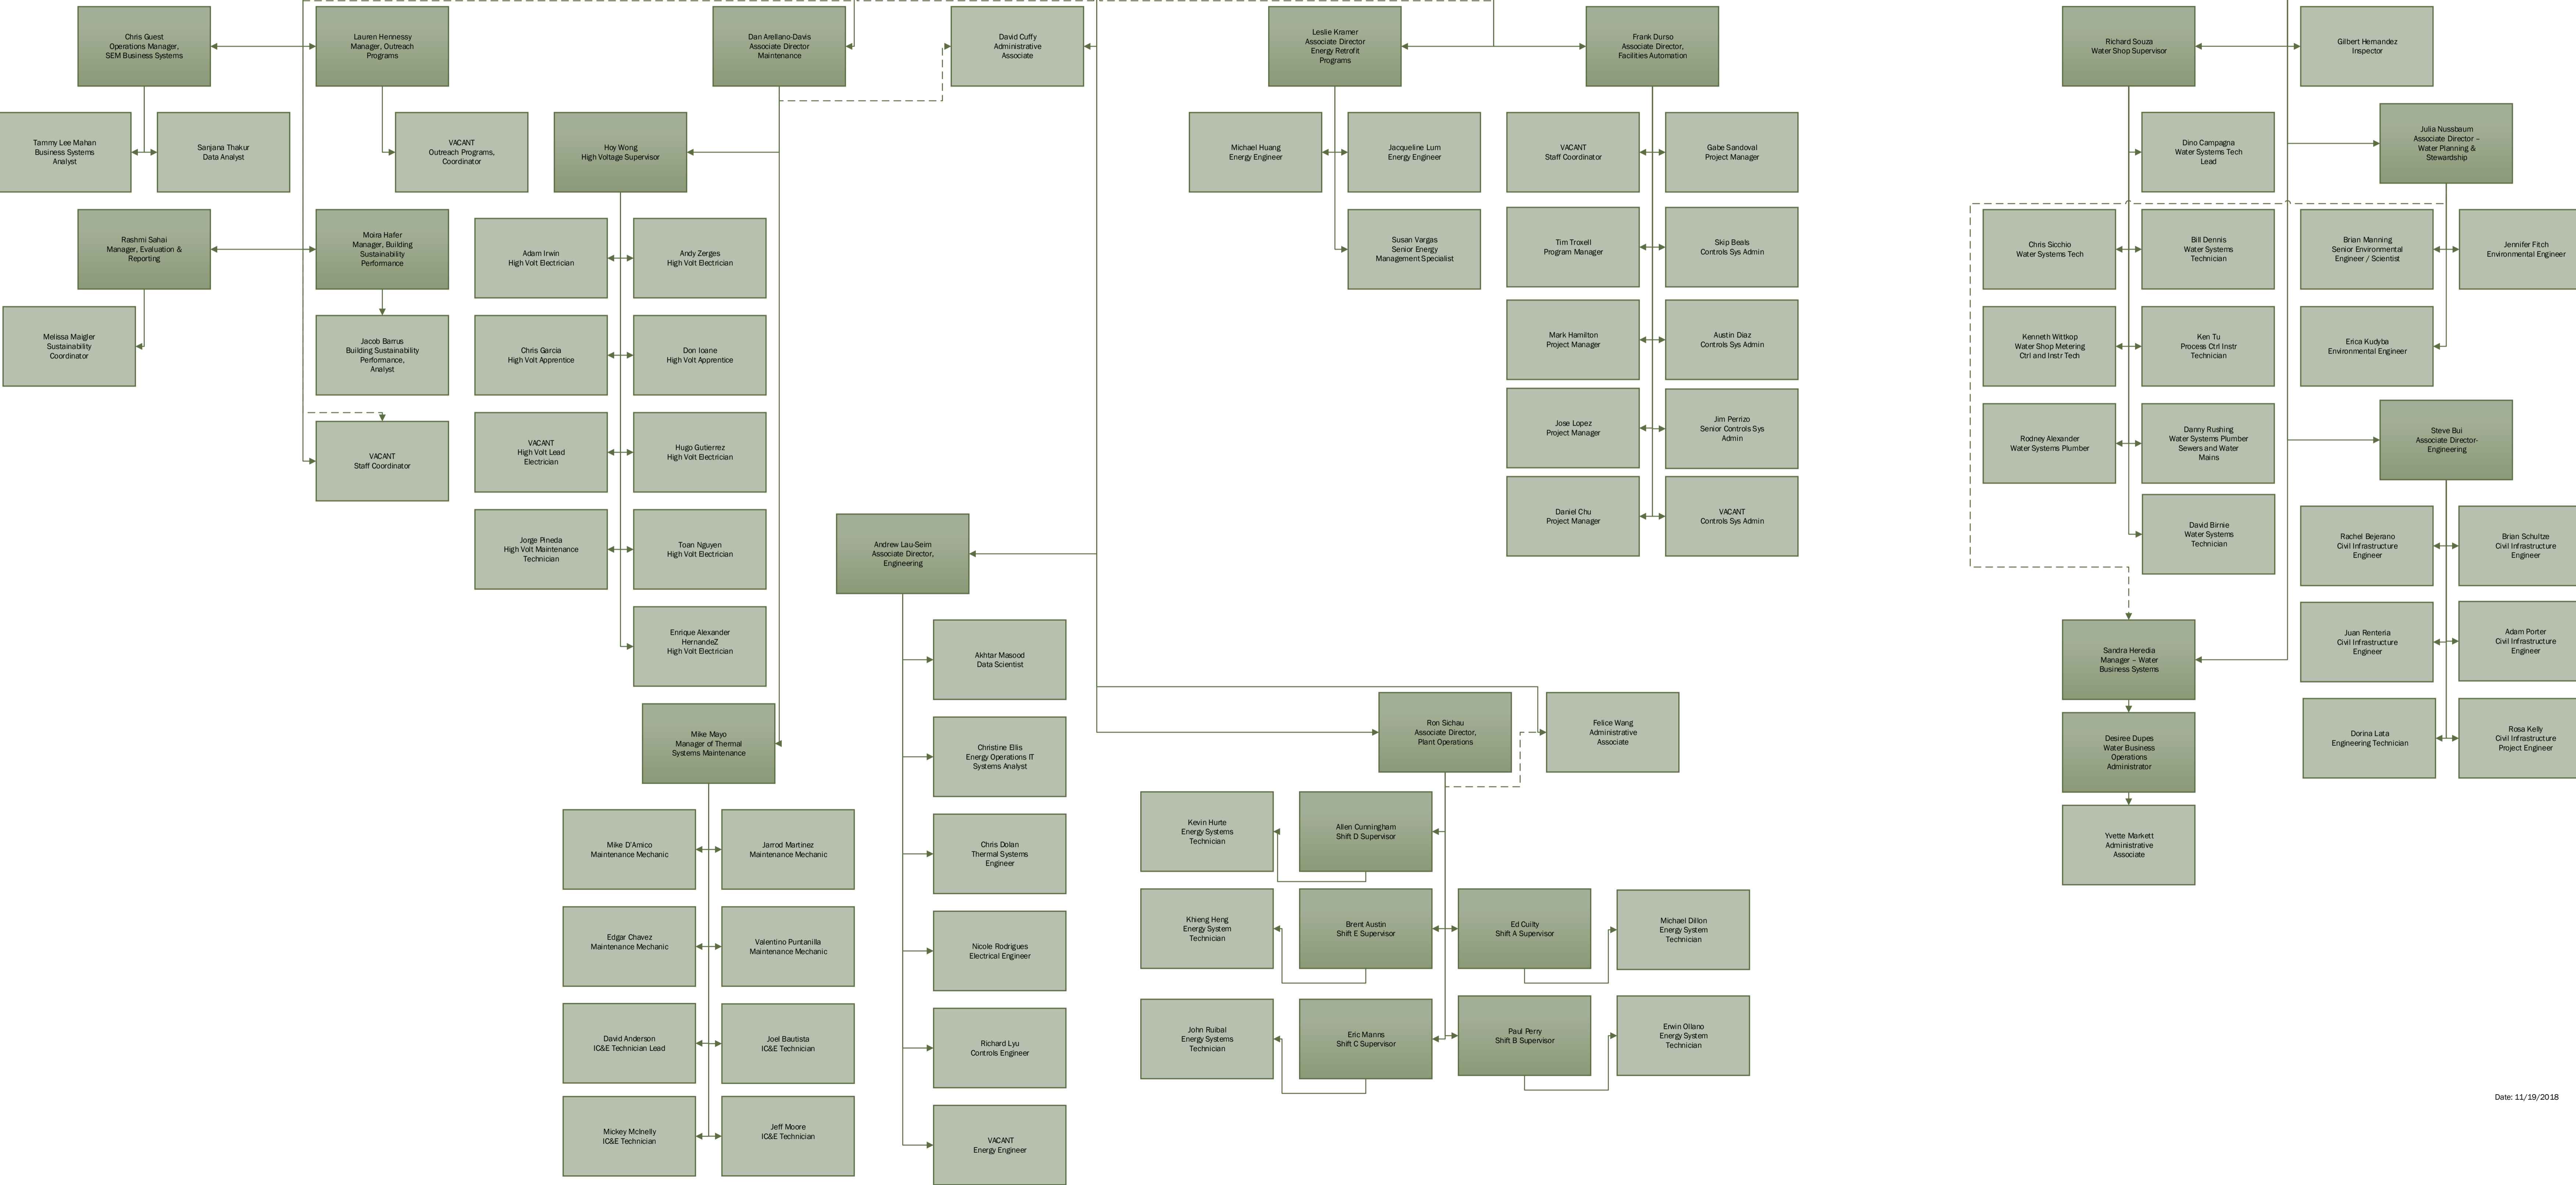 Chris Guest
Operations Manager,
SEM Business Systems
Lauren Hennessy
Manager, Outreach
Programs
Dan Arellano-Davis
Associate Director
Maintenance
David Cuffy
Administrative
Associate
Leslie Kramer
Associate Director
Energy Retrofit
Programs
Frank Durso
Associate Director,
Facilities Automation
Richard Souza
Water Shop Supervisor
Gilbert Hernandez
Inspector
Tammy Lee Mahan
Business Systems
Analyst
Sanjana Thakur
Data Analyst
VACANT
Outreach Programs,
Coordinator
Hoy Wong
High Voltage Supervisor
Michael Huang
Energy Engineer
Jacqueline Lum
Energy Engineer
VACANT
Staff Coordinator
Gabe Sandoval
Project Manager
Dino Campagna
Water Systems Tech
Lead
Julia Nussbaum
Associate Director –
Water Planning &
Stewardship
Rashmi Sahai
Manager, Evaluation &
Reporting
Moira Hafer
Manager, Building
Sustainability
Performance
Adam Irwin
High Volt Electrician
Andy Zerges
High Volt Electrician
Susan Vargas
Senior Energy
Management Specialist
Tim Troxell
Program Manager
Skip Beals
Controls Sys Admin
Chris Sicchio
Water Systems Tech
Bill Dennis
Water Systems
Technician
Brian Manning
Senior Environmental
Engineer / Scientist
Jennifer Fitch
Environmental Engineer
Melissa Maigler
Sustainability
Coordinator
Jacob Barrus
Building Sustainability
Performance,
Analyst
Chris Garcia
High Volt Apprentice
Don Ioane
High Volt Apprentice
Mark Hamilton
Project Manager
Austin Diaz
Controls Sys Admin
Kenneth Wittkop
Water Shop Metering
Ctrl and Instr Tech
Ken Tu
Process Ctrl Instr
Technician
Erica Kudyba
Environmental Engineer
VACANT
Staff Coordinator
VACANT
High Volt Lead
Electrician
Hugo Gutierrez
High Volt Electrician
Jose Lopez
Project Manager
Jim Perrizo
Senior Controls Sys
Admin
Rodney Alexander
Water Systems Plumber
Danny Rushing
Water Systems Plumber
Sewers and Water
Mains
Steve Bui
Associate Director-
Engineering
Jorge Pineda
High Volt Maintenance
Technician
Toan Nguyen
High Volt Electrician
Andrew Lau-Seim
Associate Director,
Engineering
Daniel Chu
Project Manager
VACANT
Controls Sys Admin
David Birnie
Water Systems
Technician
Rachel Bejerano
Civil Infrastructure
Engineer
Brian Schultze
Civil Infrastructure
Engineer
Enrique Alexander
HernandeZ
High Volt Electrician
Akhtar Masood
Data Scientist
Sandra Heredia
Manager – Water
Business Systems
Juan Renteria
Civil Infrastructure
Engineer
Adam Porter
Civil Infrastructure
Engineer
Mike Mayo
Manager of Thermal
Systems Maintenance
Christine Ellis
Energy Operations IT
Systems Analyst
Ron Sichau
Associate Director,
Plant Operations
Felice Wang
Administrative
Associate
Desiree Dupes
Water Business
Operations
Administrator
Dorina Lata
Engineering Technician
Rosa Kelly
Civil Infrastructure
Project Engineer
Mike D'Amico
Maintenance Mechanic
Jarrod Martinez
Maintenance Mechanic
Chris Dolan
Thermal Systems
Engineer
Kevin Hurte
Energy Systems
Technician
Allen Cunningham
Shift D Supervisor
Yvette Markett
Administrative
Associate
Edgar Chavez
Maintenance Mechanic
Valentino Puntanilla
Maintenance Mechanic
Nicole Rodrigues
Electrical Engineer
Khieng Heng
Energy System
Technician
Brent Austin
Shift E Supervisor
Ed Cuilty
Shift A Supervisor
Michael Dillon
Energy System
Technician
David Anderson
IC&E Technician Lead
Joel Bautista
IC&E Technician
Richard Lyu
Controls Engineer
John Ruibal
Energy Systems
Technician
Eric Manns
Shift C Supervisor
Paul Perry
Shift B Supervisor
Erwin Ollano
Energy System
Technician
Mickey McInelly
IC&E Technician
Jeff Moore
IC&E Technician
VACANT
Energy Engineer
Date: 11/19/2018